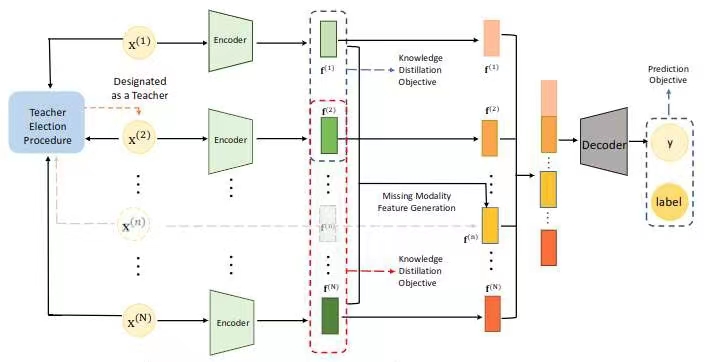 x(1)
Encoder
f(1)
Knowledge
Distillation
Objective
f(1)
Designated
as a Teacher
Teacher
Election
Procedure
x(2)
Encoder
f(2)
f(2)
Prediction
Objective
Decoder
y
label
Missing Modality
Feature Generation
x(n)
f(n)
f(n)
Knowledge
Distillation
Objective
x(N)
Encoder
f(N)
f(N)